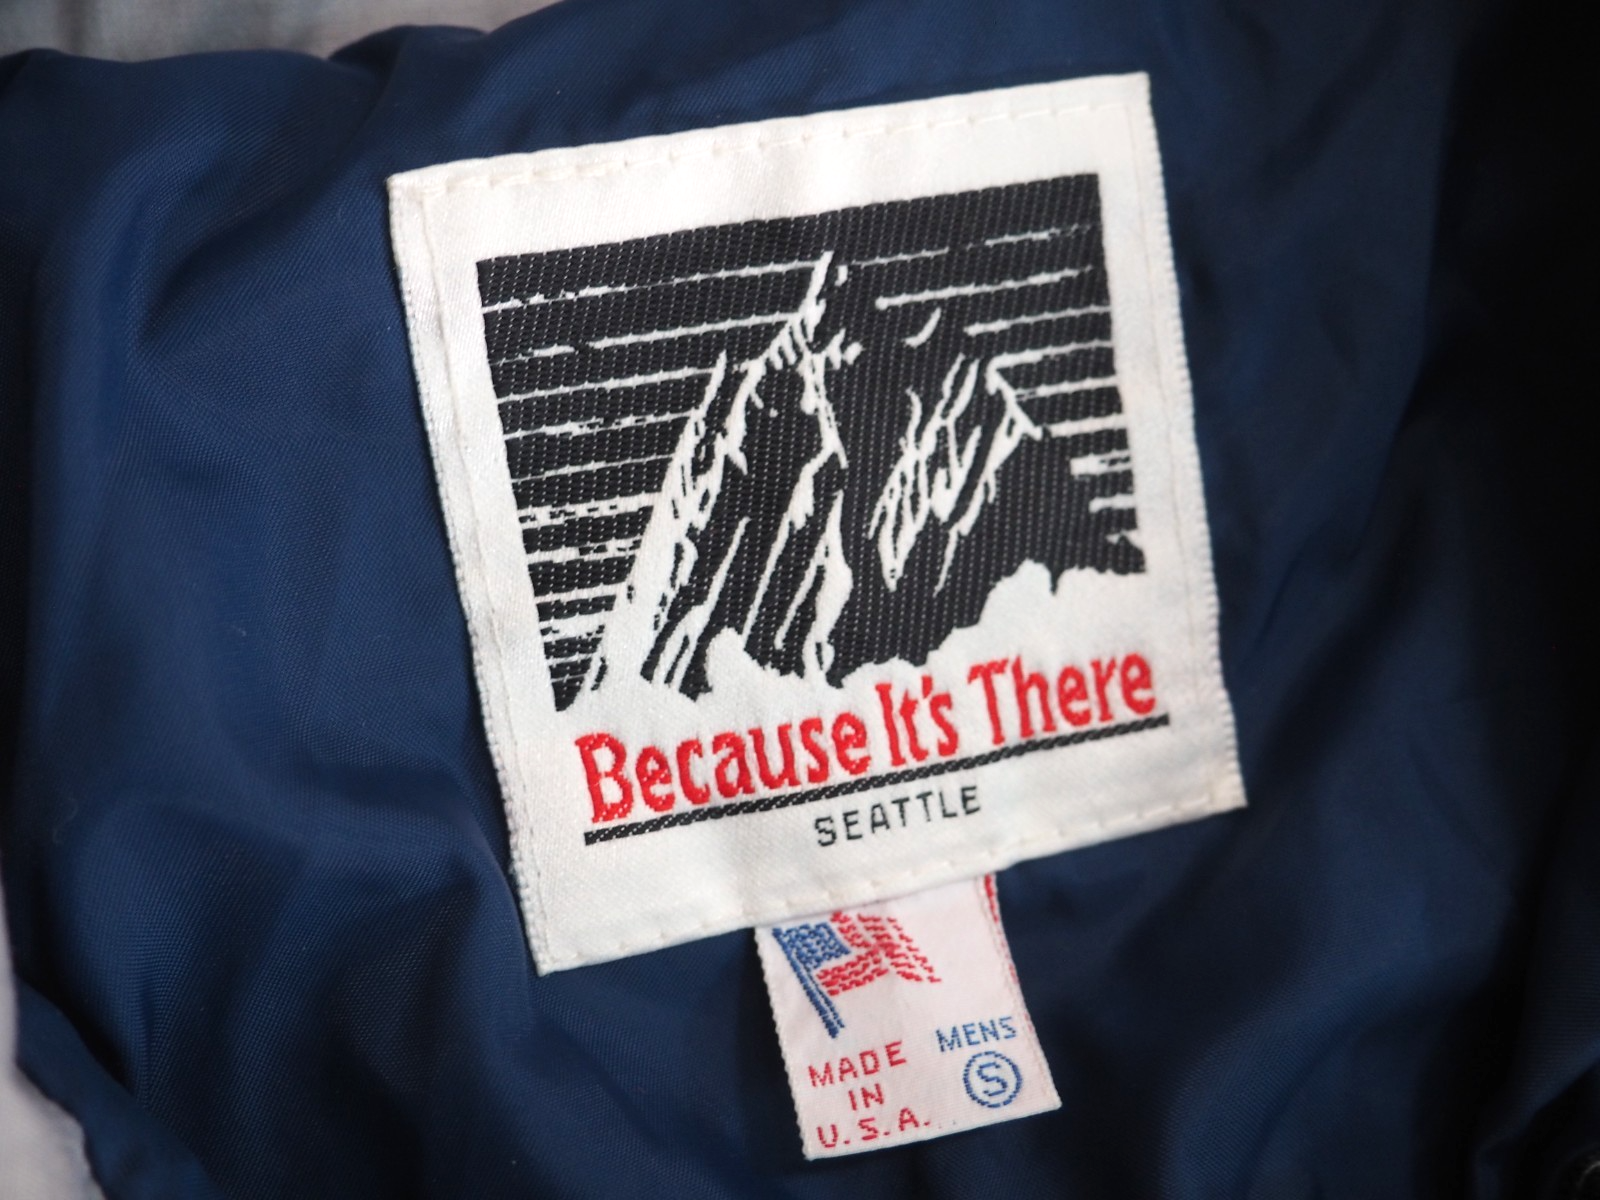 Because It's There
SEATTLE
MENS
S
MADE
IN
U.S.A.